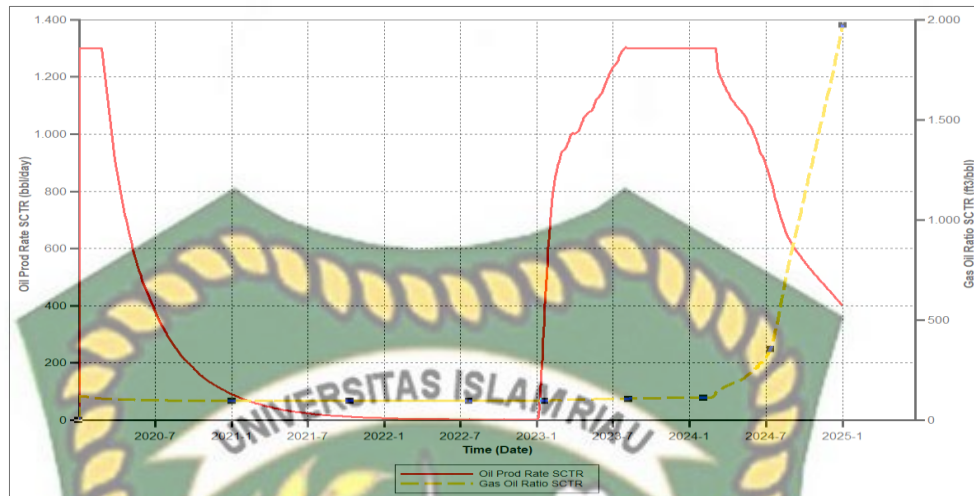 1.400
1.200
1.000
800
600
400
200
0
Oil Prod Rate SCTR (bbl/day)
2.000
1.500
1.000
500
0
Gas Oil Ratio SCTR (ft3/bbl)
2020-7 2021-1 2021-7 2022-1 2022-7 2023-1 2023-7 2024-1 2024-7 2025-1
Time (Date)
UNIVERSITAS ISLAM RIAU
Oil Prod Rate SCTR
Gas Oil Ratio SCTR